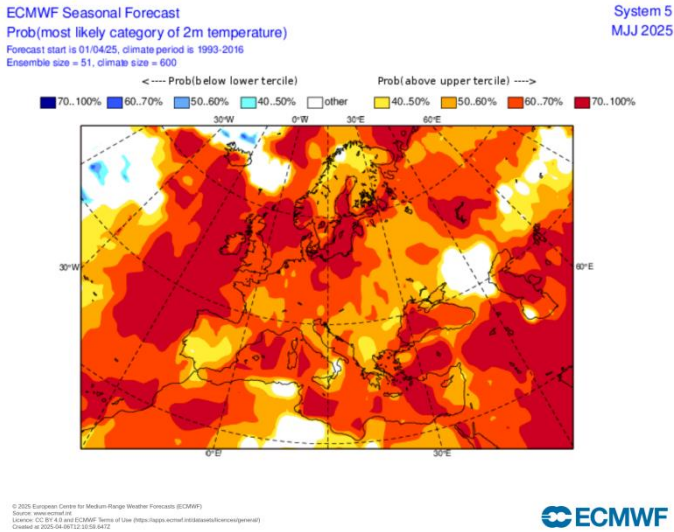 ECMWF Seasonal Forecast
System 5
Prob(most likely category of 2m temperature)
MJJ 2025
Forecast start is 01/04/25, climate period is 1993-2016
Ensemble size = 51, climate size = 600
<---- Prob(below lower tercile)
Prob(above upper tercile) ---->
70..100% 60..70% 50..60% 40..50% other 40..50% 50..60% 60..70% 70..100%
30°W 0°W 30°E 60°E
30°W
60°E
0°E 30°E
© 2025 European Centre for Medium-Range Weather Forecasts (ECMWF)
Source: www.ecmwf.int
Licence: CC BY 4.0 and ECMWF Terms of Use (https://apps.ecmwf.int/datasets/licences/general/)
Created at 2025-04-06T12:10:59.647Z
ECMWF